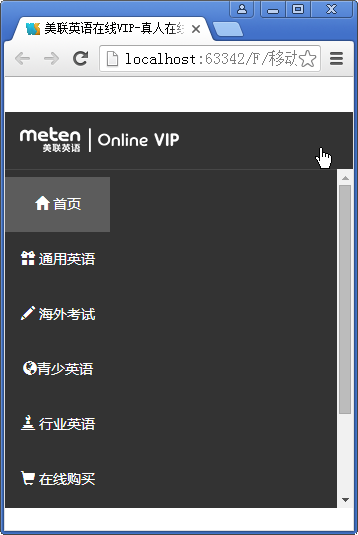 美联英语在线VIP-真人在线
localhost:63342/F/移动
meten 美联英语 | Online VIP
首页
通用英语
海外考试
青少英语
行业英语
在线购买